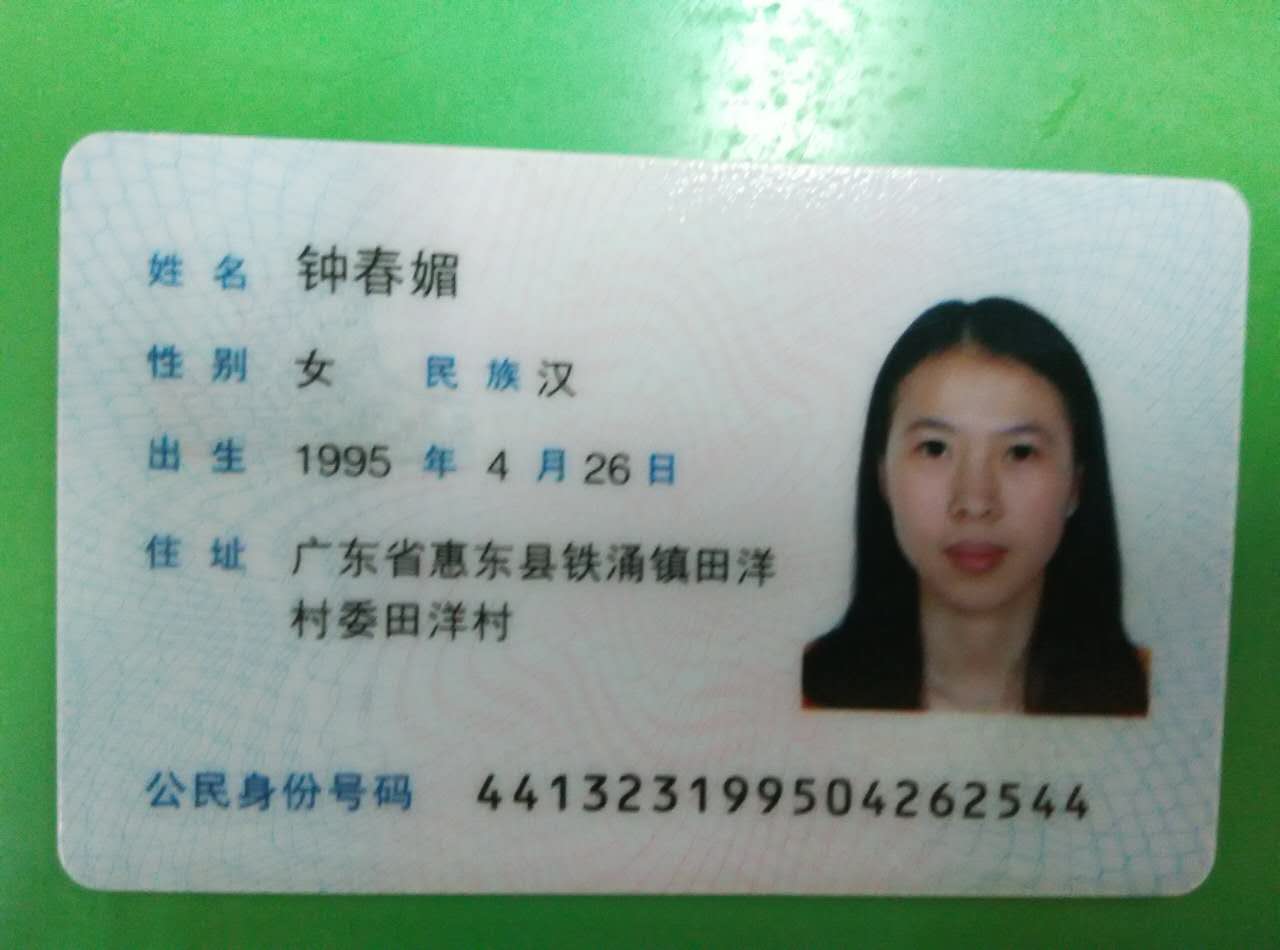 姓名 钟春媚
性别 女 民族 汉
出生 1995 年 4 月 26 日
住址 广东省惠东县铁涌镇田洋
村委田洋村
公民身份号码 441323199504262544